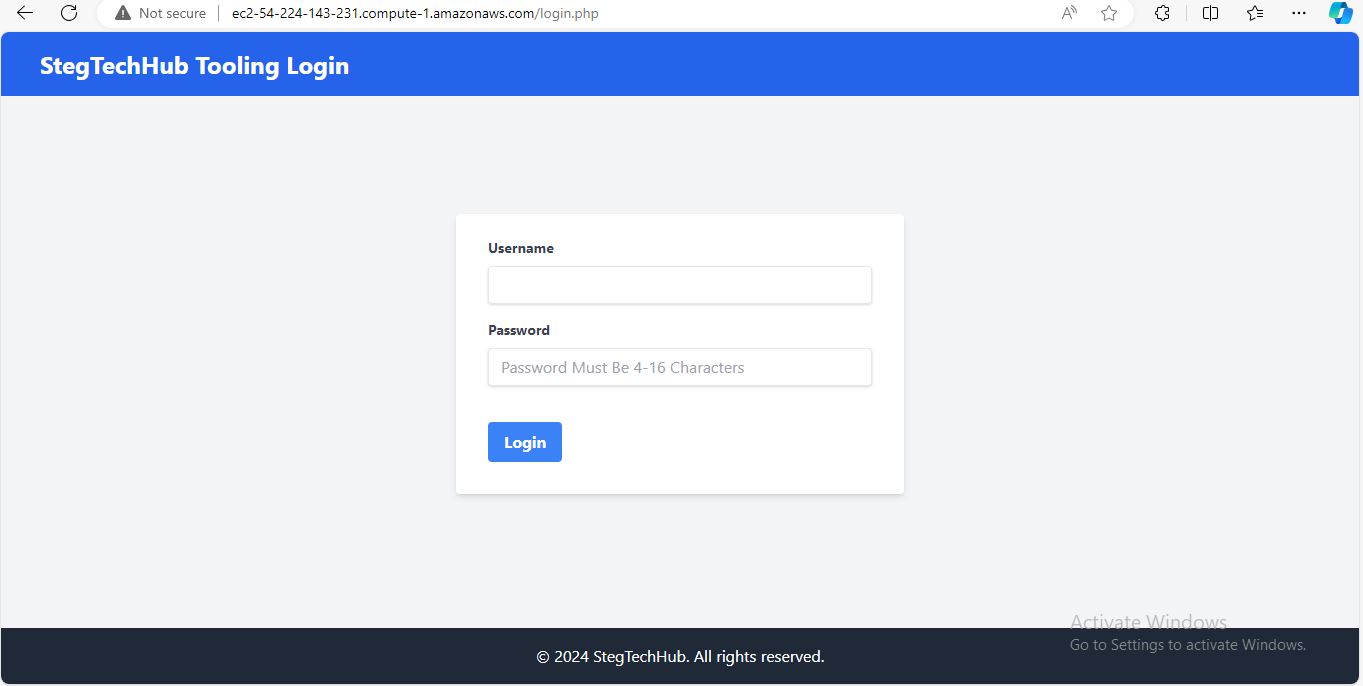 Not secure
ec2-54-224-143-231.compute-1.amazonaws.com/login.php
StegTechHub Tooling Login
Username
Password
Password Must Be 4-16 Characters
Login
Activate Windows
Go to Settings to activate Windows.
© 2024 StegTechHub. All rights reserved.